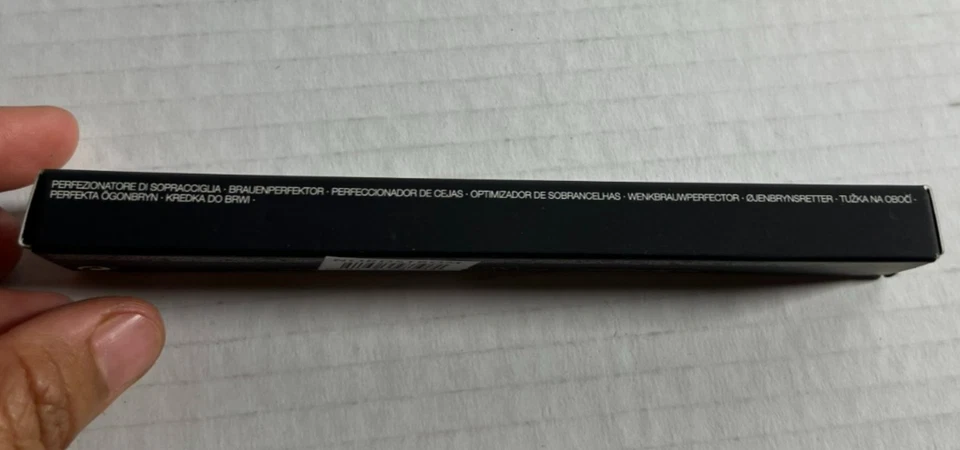 PERFEZIONATORE DI SOPRACCIGLIA · BRAUENPERFEKTOR · PERFECCIONADOR DE CEJAS · OPTIMIZADOR DE SOBRANCELHAS · WENKBRAUWPERFECTOR · ØJENBRYNSRETTER · TUŽKA NA OBOČÍ ·
PERFEKTA ÖGONBRYN · KREDKA DO BRWI ·